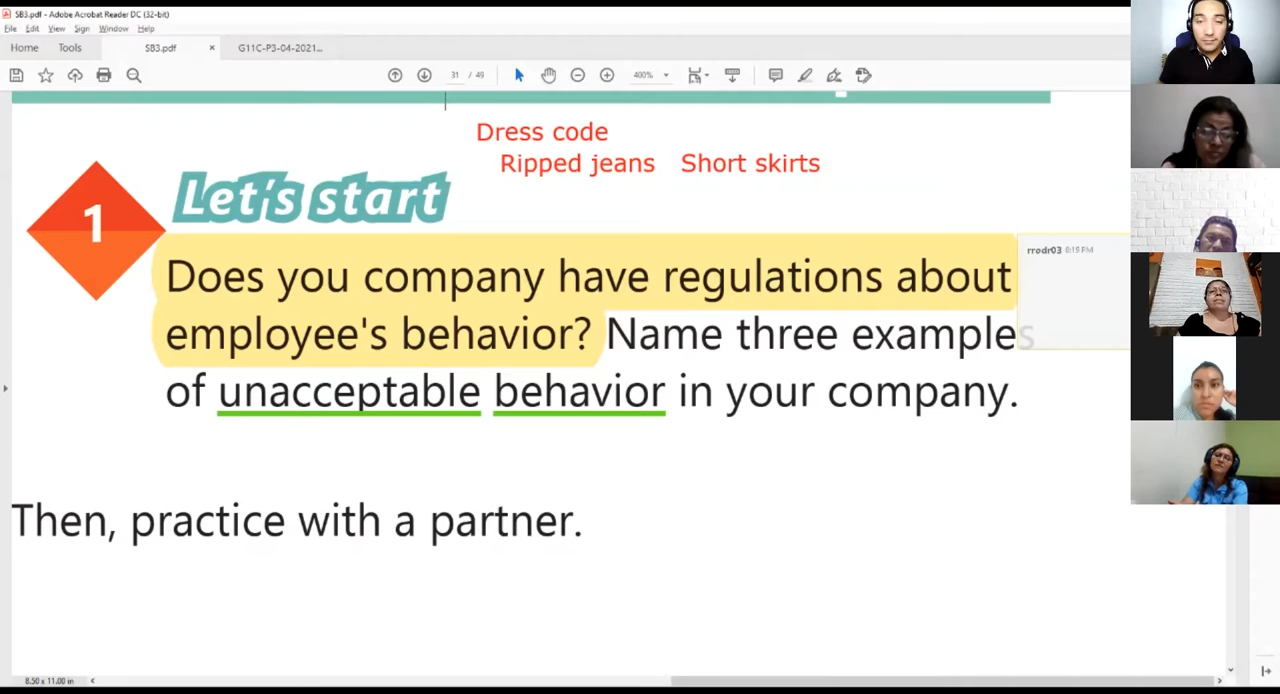 SB3.pdf - Adobe Acrobat Reader DC (32-bit)
File Edit View Sign Window Help
Home Tools SB3.pdf × G11C-P3-04-2021...
31 / 49 400%
Dress code
Ripped jeans Short skirts
1 Let's start
Does you company have regulations about
rrodr03 6:19 PM
employee's behavior? Name three examples
of unacceptable behavior in your company.
Then, practice with a partner.
8.50 x 11.00 in